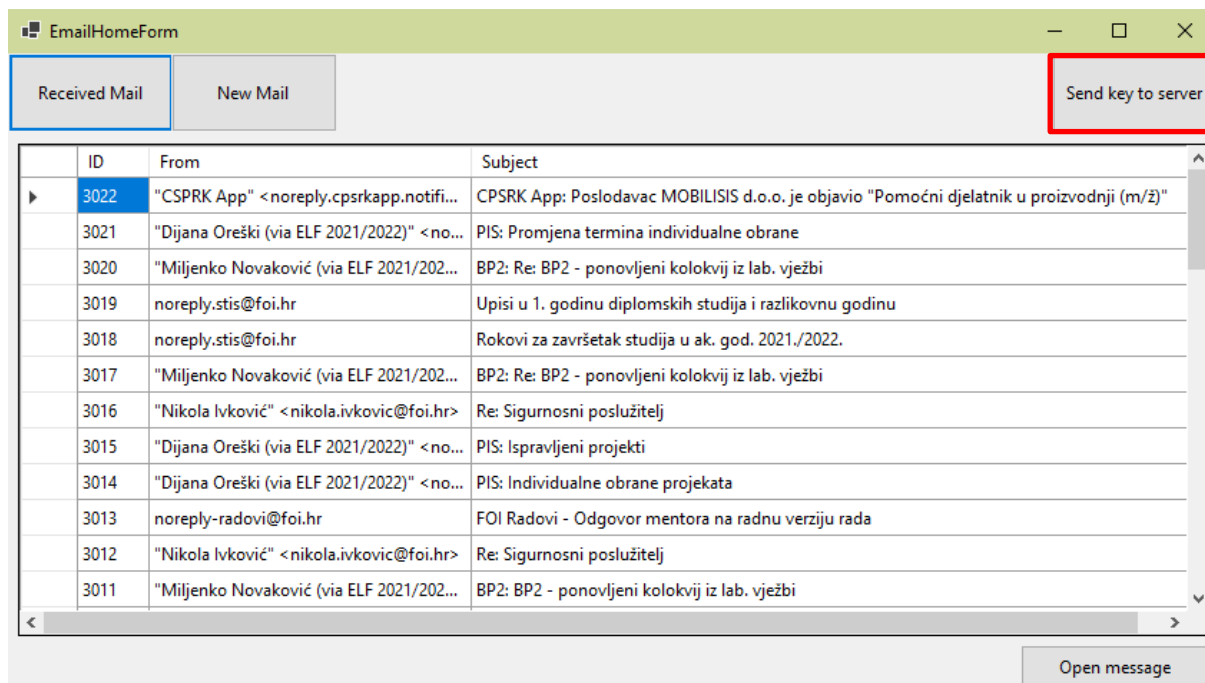 EmailHomeForm
Received Mail New Mail Send key to server
ID From Subject
3022 "CSPRK App" <noreply.cpsrkapp.notifi... CPSRK App: Poslodavac MOBILISIS d.o.o. je objavio "Pomoćni djelatnik u proizvodnji (m/ž)"
3021 "Dijana Oreški (via ELF 2021/2022)" <no... PIS: Promjena termina individualne obrane
3020 "Miljenko Novaković (via ELF 2021/202... BP2: Re: BP2 - ponovljeni kolokvij iz lab. vježbi
3019 noreply.stis@foi.hr Upisi u 1. godinu diplomskih studija i razlikovnu godinu
3018 noreply.stis@foi.hr Rokovi za završetak studija u ak. god. 2021./2022.
3017 "Miljenko Novaković (via ELF 2021/202... BP2: Re: BP2 - ponovljeni kolokvij iz lab. vježbi
3016 "Nikola Ivković" <nikola.ivkovic@foi.hr> Re: Sigurnosni poslužitelj
3015 "Dijana Oreški (via ELF 2021/2022)" <no... PIS: Ispravljeni projekti
3014 "Dijana Oreški (via ELF 2021/2022)" <no... PIS: Individualne obrane projekata
3013 noreply-radovi@foi.hr FOI Radovi - Odgovor mentora na radnu verziju rada
3012 "Nikola Ivković" <nikola.ivkovic@foi.hr> Re: Sigurnosni poslužitelj
3011 "Miljenko Novaković (via ELF 2021/202... BP2: BP2 - ponovljeni kolokvij iz lab. vježbi
Open message